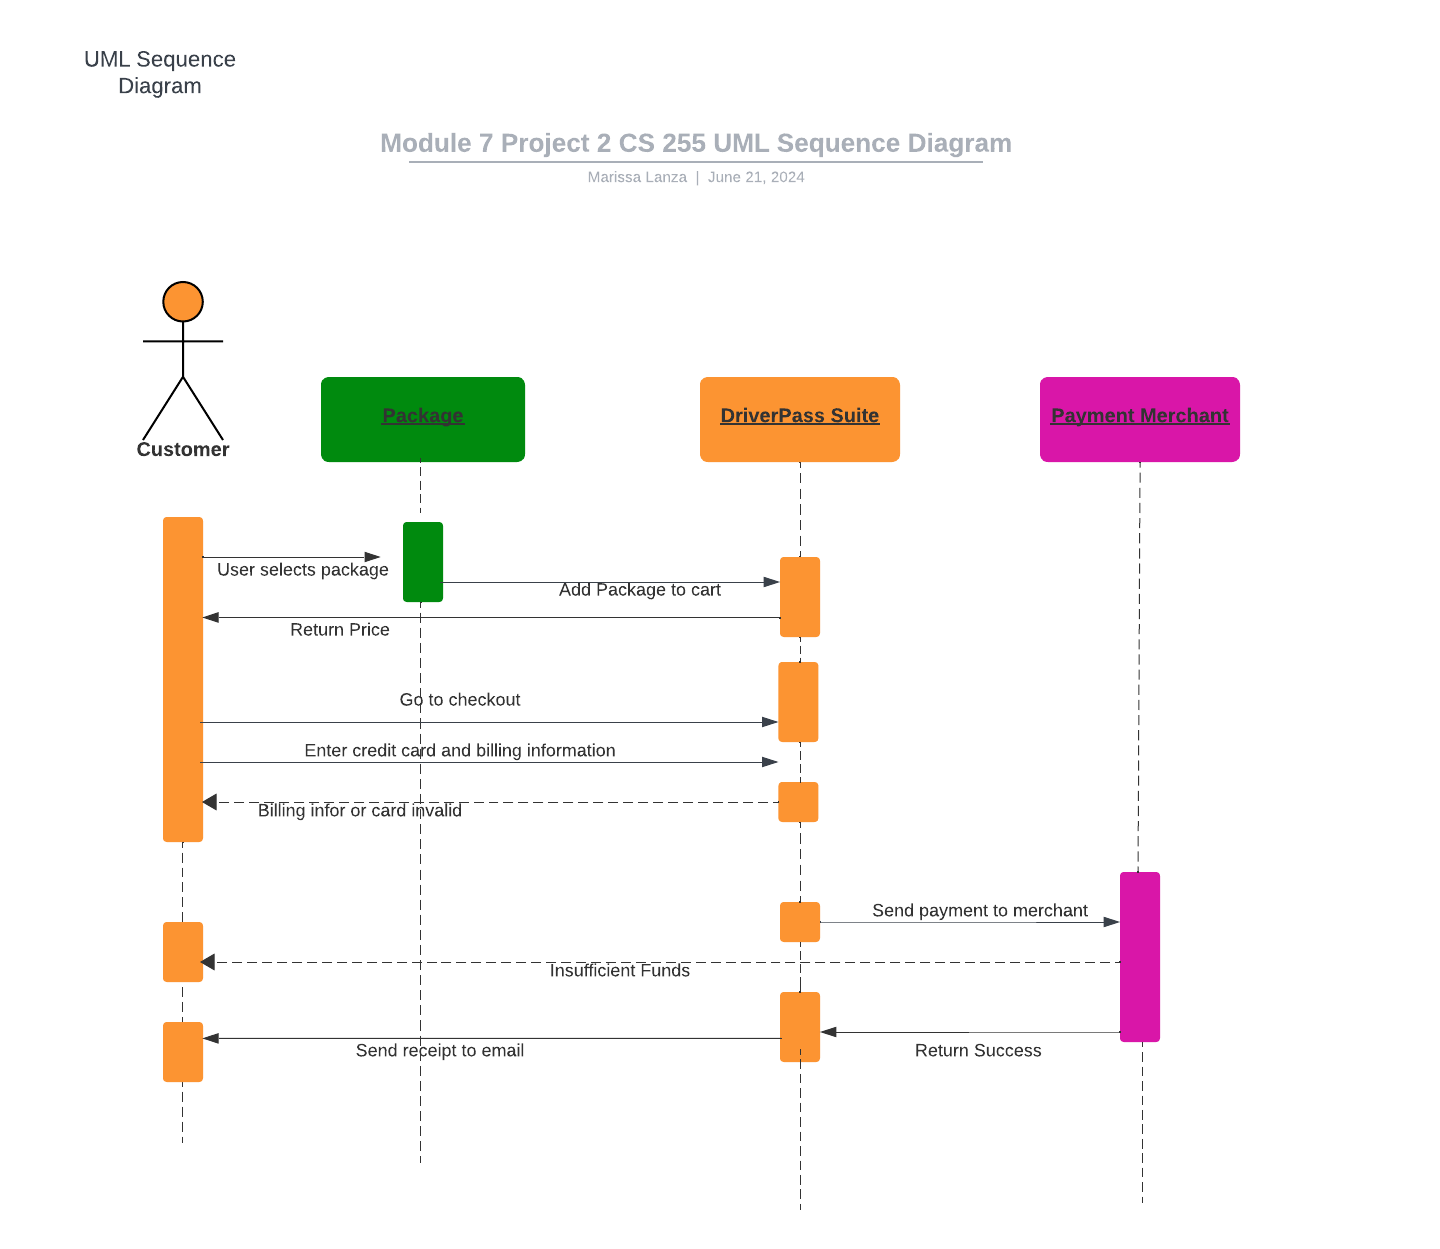 UML Sequence
Diagram
Module 7 Project 2 CS 255 UML Sequence Diagram
Marissa Lanza | June 21, 2024
Customer
Package
DriverPass Suite
Payment Merchant
User selects package
Add Package to cart
Return Price
Go to checkout
Enter credit card and billing information
Billing infor or card invalid
Send payment to merchant
Insufficient Funds
Send receipt to email
Return Success